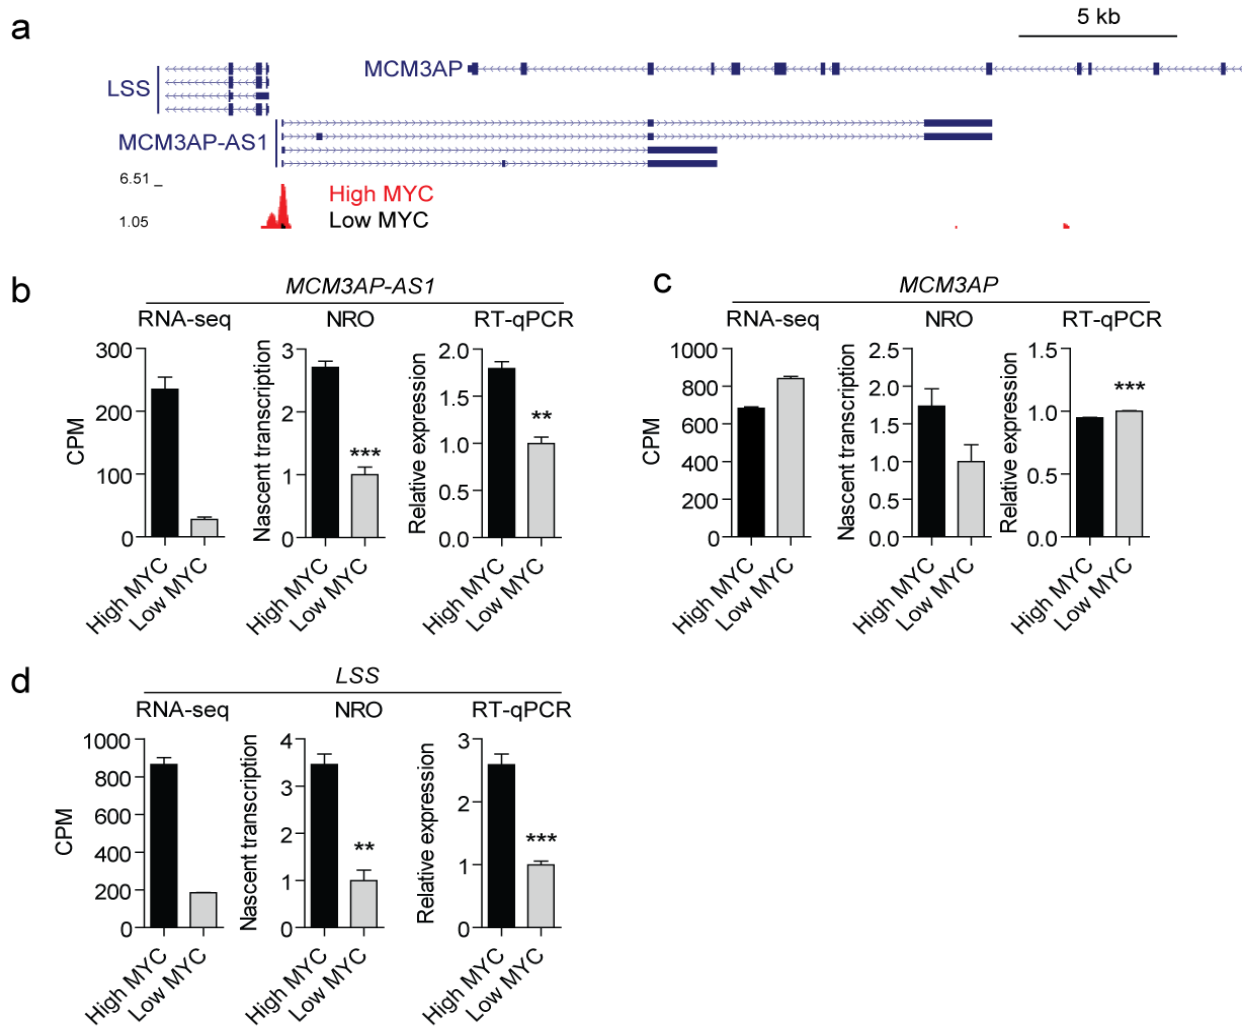 a
5 kb
MCM3AP
LSS
MCM3AP-AS1
6.51
High MYC
Low MYC
1.05
b
MCM3AP-AS1
RNA-seq
NRO
RT-qPCR
CPM
300
200
100
0
High MYC
Low MYC
Nascent transcription
3
2
1
0
***
High MYC
Low MYC
Relative expression
2.0
1.5
1.0
0.5
0.0
**
High MYC
Low MYC
c
MCM3AP
RNA-seq
NRO
RT-qPCR
CPM
1000
800
600
400
200
0
High MYC
Low MYC
Nascent transcription
2.5
2.0
1.5
1.0
0.5
0.0
High MYC
Low MYC
Relative expression
1.5
1.0
0.5
0.0
***
High MYC
Low MYC
d
LSS
RNA-seq
NRO
RT-qPCR
CPM
1000
800
600
400
200
0
High MYC
Low MYC
Nascent transcription
4
3
2
1
0
**
High MYC
Low MYC
Relative expression
3
2
1
0
***
High MYC
Low MYC